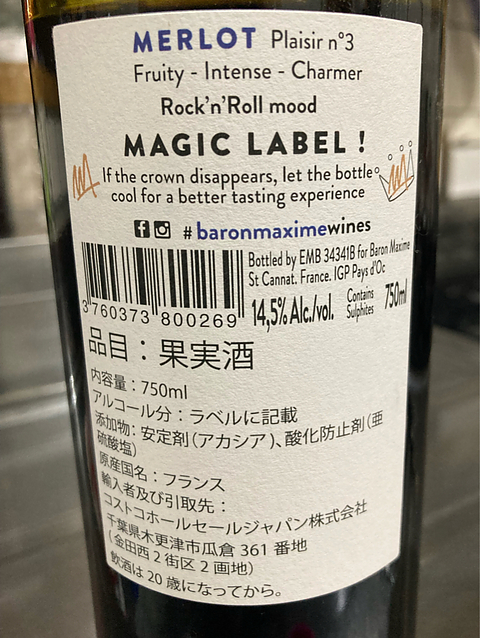 MERLOT Plaisir n°3
Fruity - Intense - Charmer
Rock'n'Roll mood
MAGIC LABEL !
If the crown disappears, let the bottle
cool for a better tasting experience
#baronmaximewines
Bottled by EMB 34341B for Baron Maxime
St Cannat. France. IGP Pays d'Oc
14,5% Alc./vol. Contains Sulphites 750ml
3760373 800269
品目：果実酒
内容量：750ml
アルコール分：ラベルに記載
添加物：安定剤（アカシア）、酸化防止剤（亜
硫酸塩）
原産国名：フランス
輸入者及び引取先：
コストコホールセールジャパン株式会社
千葉県木更津市瓜倉 361 番地
（金田西 2 街区 2 画地）
飲酒は 20 歳になってから。